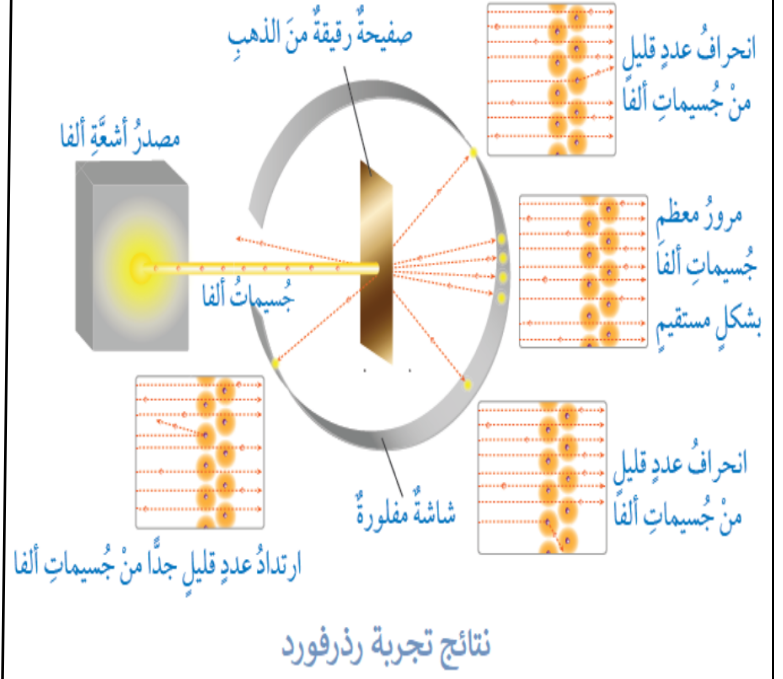 صفيحةٌ رقيقةٌ منَ الذهبِ
انحرافُ عددٍ قليلٍ
منْ جُسيماتِ ألفا
مصدرُ أشعَّةِ ألفا
مرورُ معظمِ
جُسيماتِ ألفا
بشكلٍ مستقيمٍ
جُسيماتُ ألفا
انحرافُ عددٍ قليلٍ
منْ جُسيماتِ ألفا
شاشةٌ مفلورةٌ
ارتدادُ عددٍ قليلٍ جدًّا منْ جُسيماتِ ألفا
نتائج تجربة رذرفورد